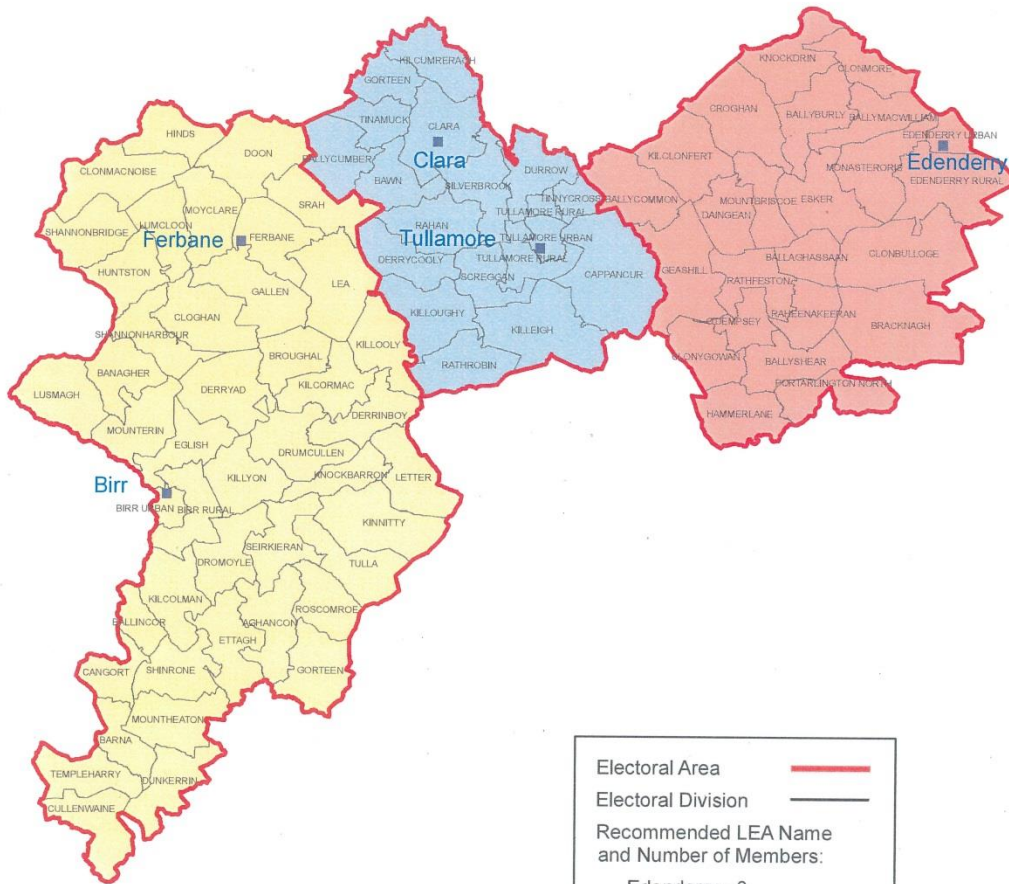 KNOCKDRIN
KILCUMRERAGH
CLONMORE
GORTEEN
CROGHAN
BALLYBURLY
BALLYMACWILLIAM
TINAMUCK
CLARA
HINDS
EDENDERRY URBAN
DOON
BALLYCUMBER
Clara
DURROW
KILCLONFERT
MONASTERORIS
Edenderry
CLONMACNOISE
BAWN
SILVERBROOK
TINNYCROSS
EDENDERRY RURAL
SRAH
BALLYCOMMON
MOUNTBRISCOE
ESKER
MOYCLARE
TULLAMORE RURAL
LUMCLOON
RAHAN
DAINGEAN
SHANNONBRIDGE
Ferbane
FERBANE
Tullamore
TULLAMORE URBAN
DERRYCOOLY
TULLAMORE RURAL
BALLAGHASSAAN
CLONBULLOGE
HUNTSTON
SCREGGAN
CAPPANCUR
GEASHILL
LEA
RATHFESTON
GALLEN
KILLOUGHY
CLOGHAN
RAHEENAKEERAN
O'DEMPSEY
BRACKNAGH
SHANNONHARBOUR
KILLOOLY
KILLEIGH
BROUGHAL
CLONYGOWAN
BALLYSHEAR
BANAGHER
RATHROBIN
LUSMAGH
DERRYAD
KILCORMAC
PORTARLINGTON NORTH
DERRINBOY
HAMMERLANE
MOUNTERIN
EGLISH
DRUMCULLEN
Birr
KILLYON
KNOCKBARRON
LETTER
BIRR URBAN
BIRR RURAL
KINNITTY
SEIRKIERAN
DROMOYLE
TULLA
KILCOLMAN
ROSCOMROE
BALLINCOR
AGHANCON
ETTAGH
CANGORT
SHINRONE
GORTEEN
MOUNTHEATON
BARNA
TEMPLEHARRY
DUNKERRIN
CULLENWAINE
Electoral Area
Electoral Division
Recommended LEA Name
and Number of Members: